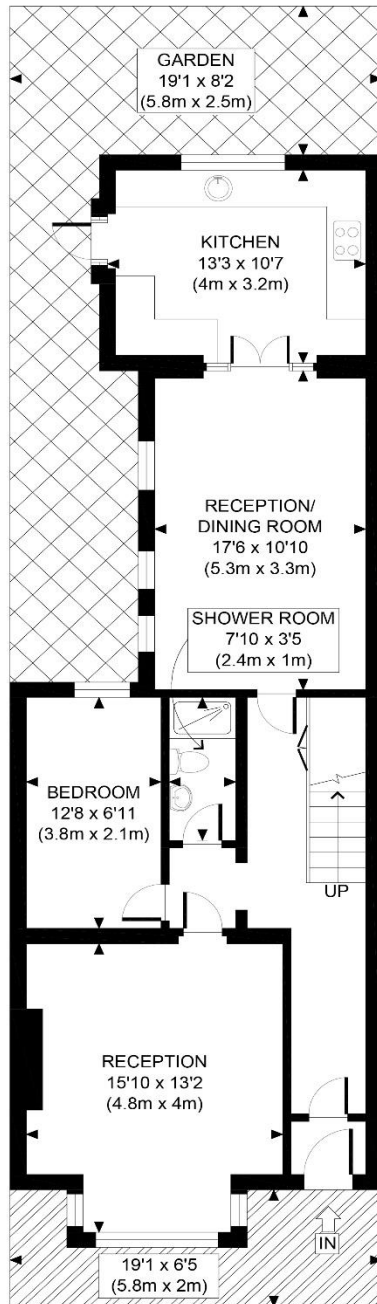 GARDEN
19'1 x 8'2
(5.8m x 2.5m)
KITCHEN
13'3 x 10'7
(4m x 3.2m)
RECEPTION/
DINING ROOM
17'6 x 10'10
(5.3m x 3.3m)
SHOWER ROOM
7'10 x 3'5
(2.4m x 1m)
BEDROOM
12'8 x 6'11
(3.8m x 2.1m)
UP
RECEPTION
15'10 x 13'2
(4.8m x 4m)
19'1 x 6'5
(5.8m x 2m)
IN